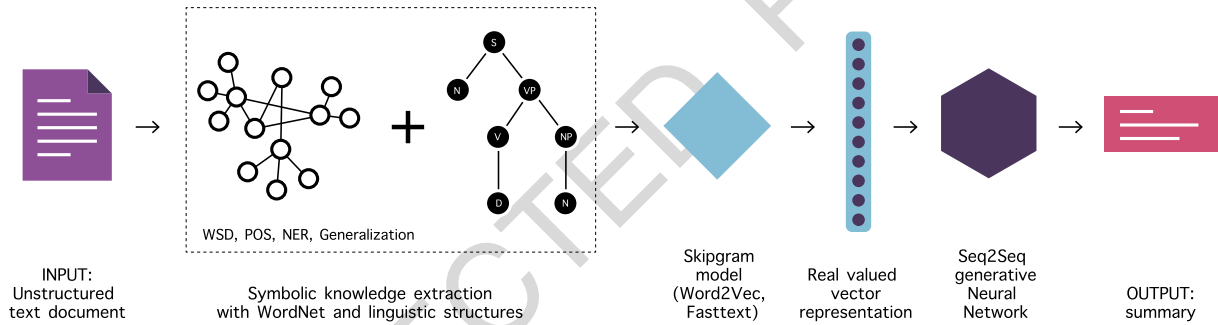 S
N
VP
V
NP
D
N
WSD, POS, NER, Generalization
INPUT:
Unstructured
text document
Symbolic knowledge extraction
with WordNet and linguistic structures
Skipgram
model
(Word2Vec,
Fasttext)
Real valued
vector
representation
Seq2Seq
generative
Neural
Network
OUTPUT:
summary
CTED P